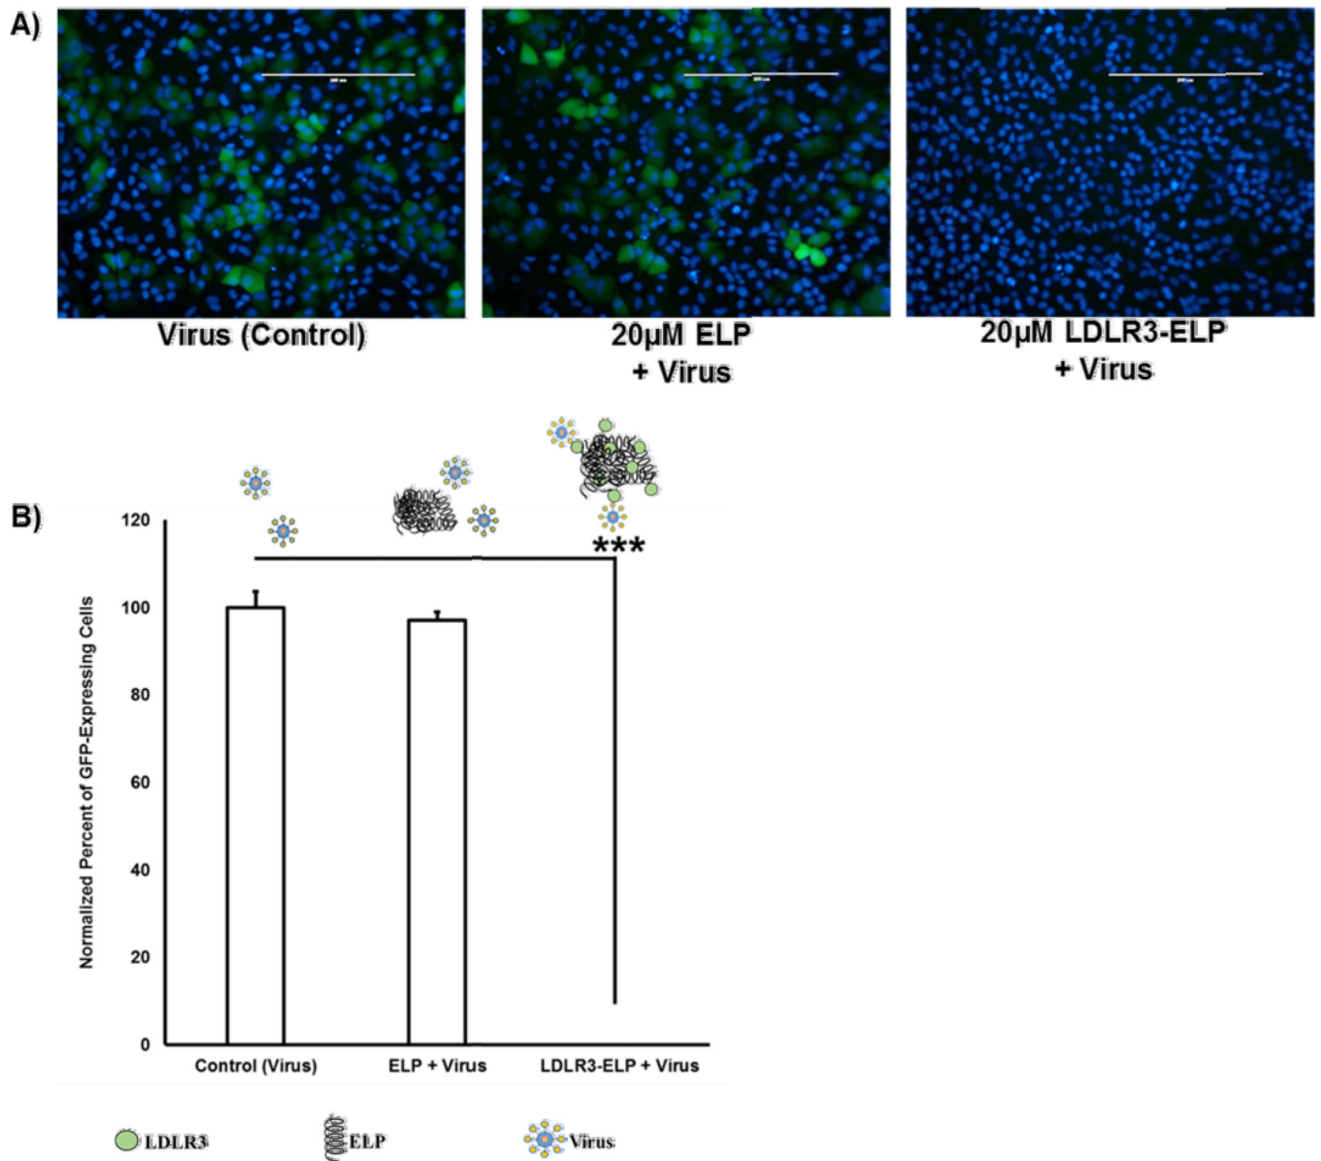 A)
Virus (Control)
20µM ELP
+ Virus
20µM LDLR3-ELP
+ Virus
B)
***
Normalized Percent of GFP-Expressing Cells
120
100
80
60
40
20
0
Control (Virus)
ELP + Virus
LDLR3-ELP + Virus
LDLR3
ELP
Virus